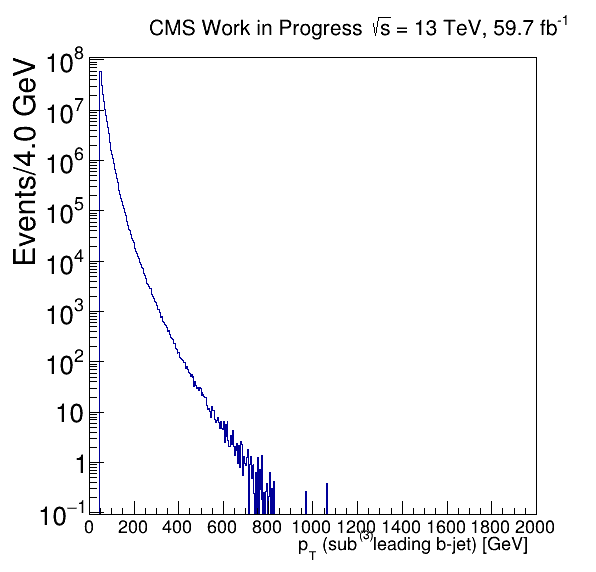 CMS Work in Progress √s = 13 TeV, 59.7 fb⁻¹
Events/4.0 GeV
10⁸
10⁷
10⁶
10⁵
10⁴
10³
10²
10
1
10⁻¹
0 200 400 600 800 1000 1200 1400 1600 1800 2000
p_T (sub⁽³⁾leading b-jet) [GeV]